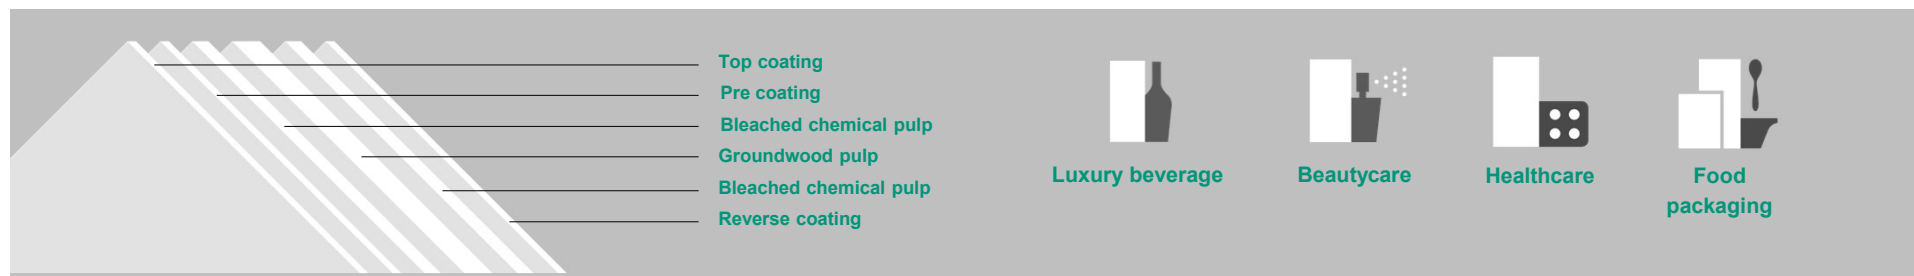 Top coating
Pre coating
Bleached chemical pulp
Groundwood pulp
Bleached chemical pulp
Reverse coating
Luxury beverage
Beautycare
Healthcare
Food
packaging